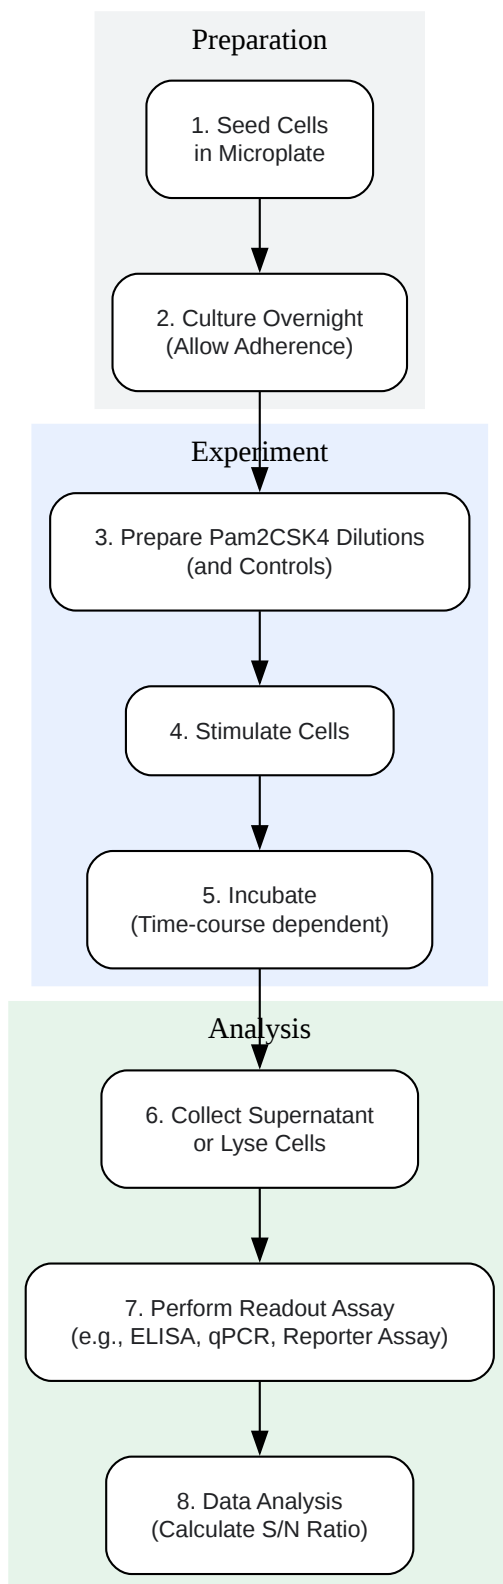 Preparation
1. Seed Cells
in Microplate
2. Culture Overnight
(Allow Adherence)
Experiment
3. Prepare Pam2CSK4 Dilutions
(and Controls)
4. Stimulate Cells
5. Incubate
(Time-course dependent)
Analysis
6. Collect Supernatant
or Lyse Cells
7. Perform Readout Assay
(e.g., ELISA, qPCR, Reporter Assay)
8. Data Analysis
(Calculate S/N Ratio)